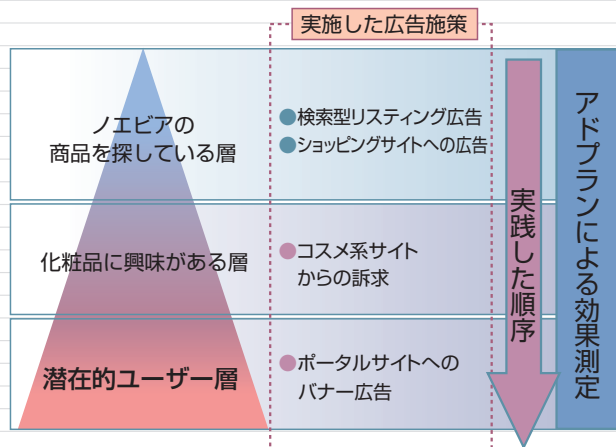 実施した広告施策
ノエビアの
商品を探している層
●検索型リスティング広告
●ショッピングサイトへの広告
化粧品に興味がある層
●コスメ系サイト
からの訴求
潜在的ユーザー層
●ポータルサイトへの
バナー広告
実践した順序
アドプランによる効果測定